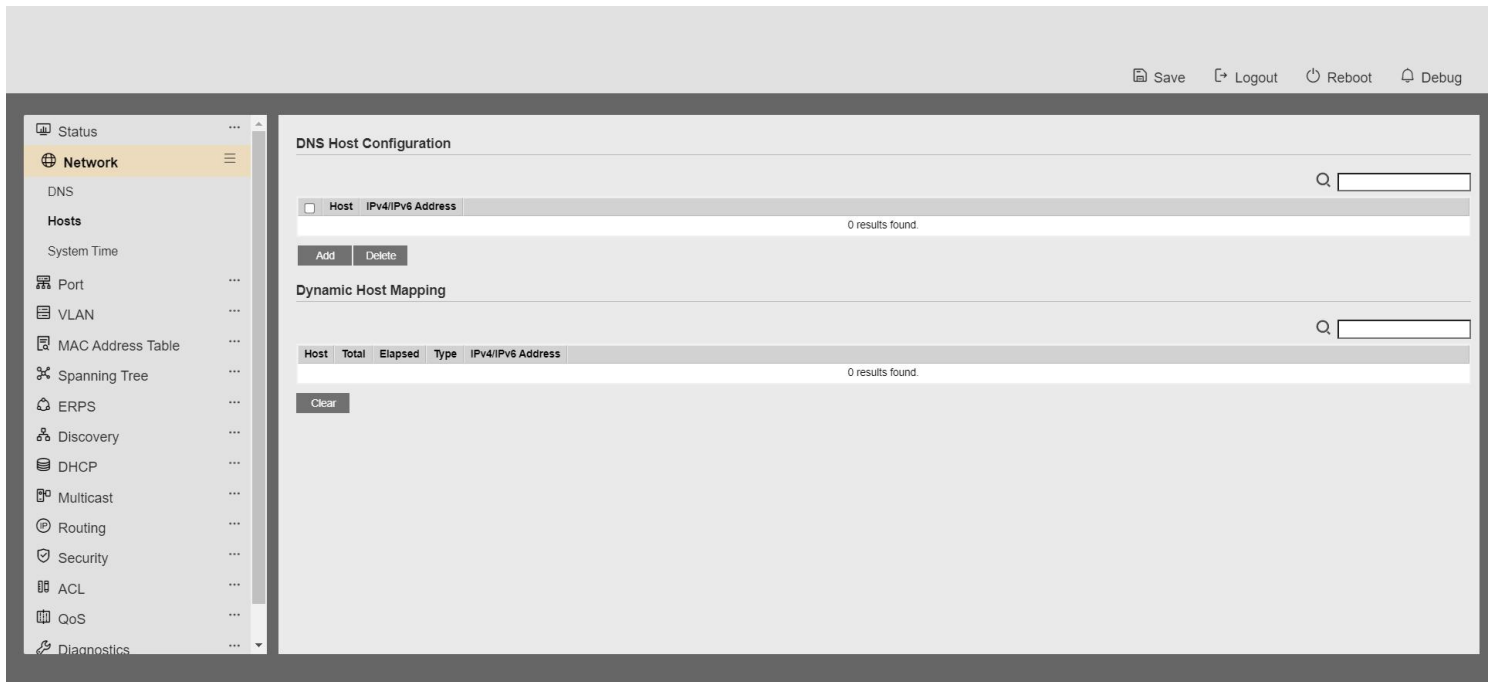 Save Logout Reboot Debug
Status
Network
DNS
Hosts
System Time
Port
VLAN
MAC Address Table
Spanning Tree
ERPS
Discovery
DHCP
Multicast
Routing
Security
ACL
QoS
Diagnostics
DNS Host Configuration
Host IPv4/IPv6 Address
0 results found.
Add Delete
Dynamic Host Mapping
Host Total Elapsed Type IPv4/IPv6 Address
0 results found.
Clear